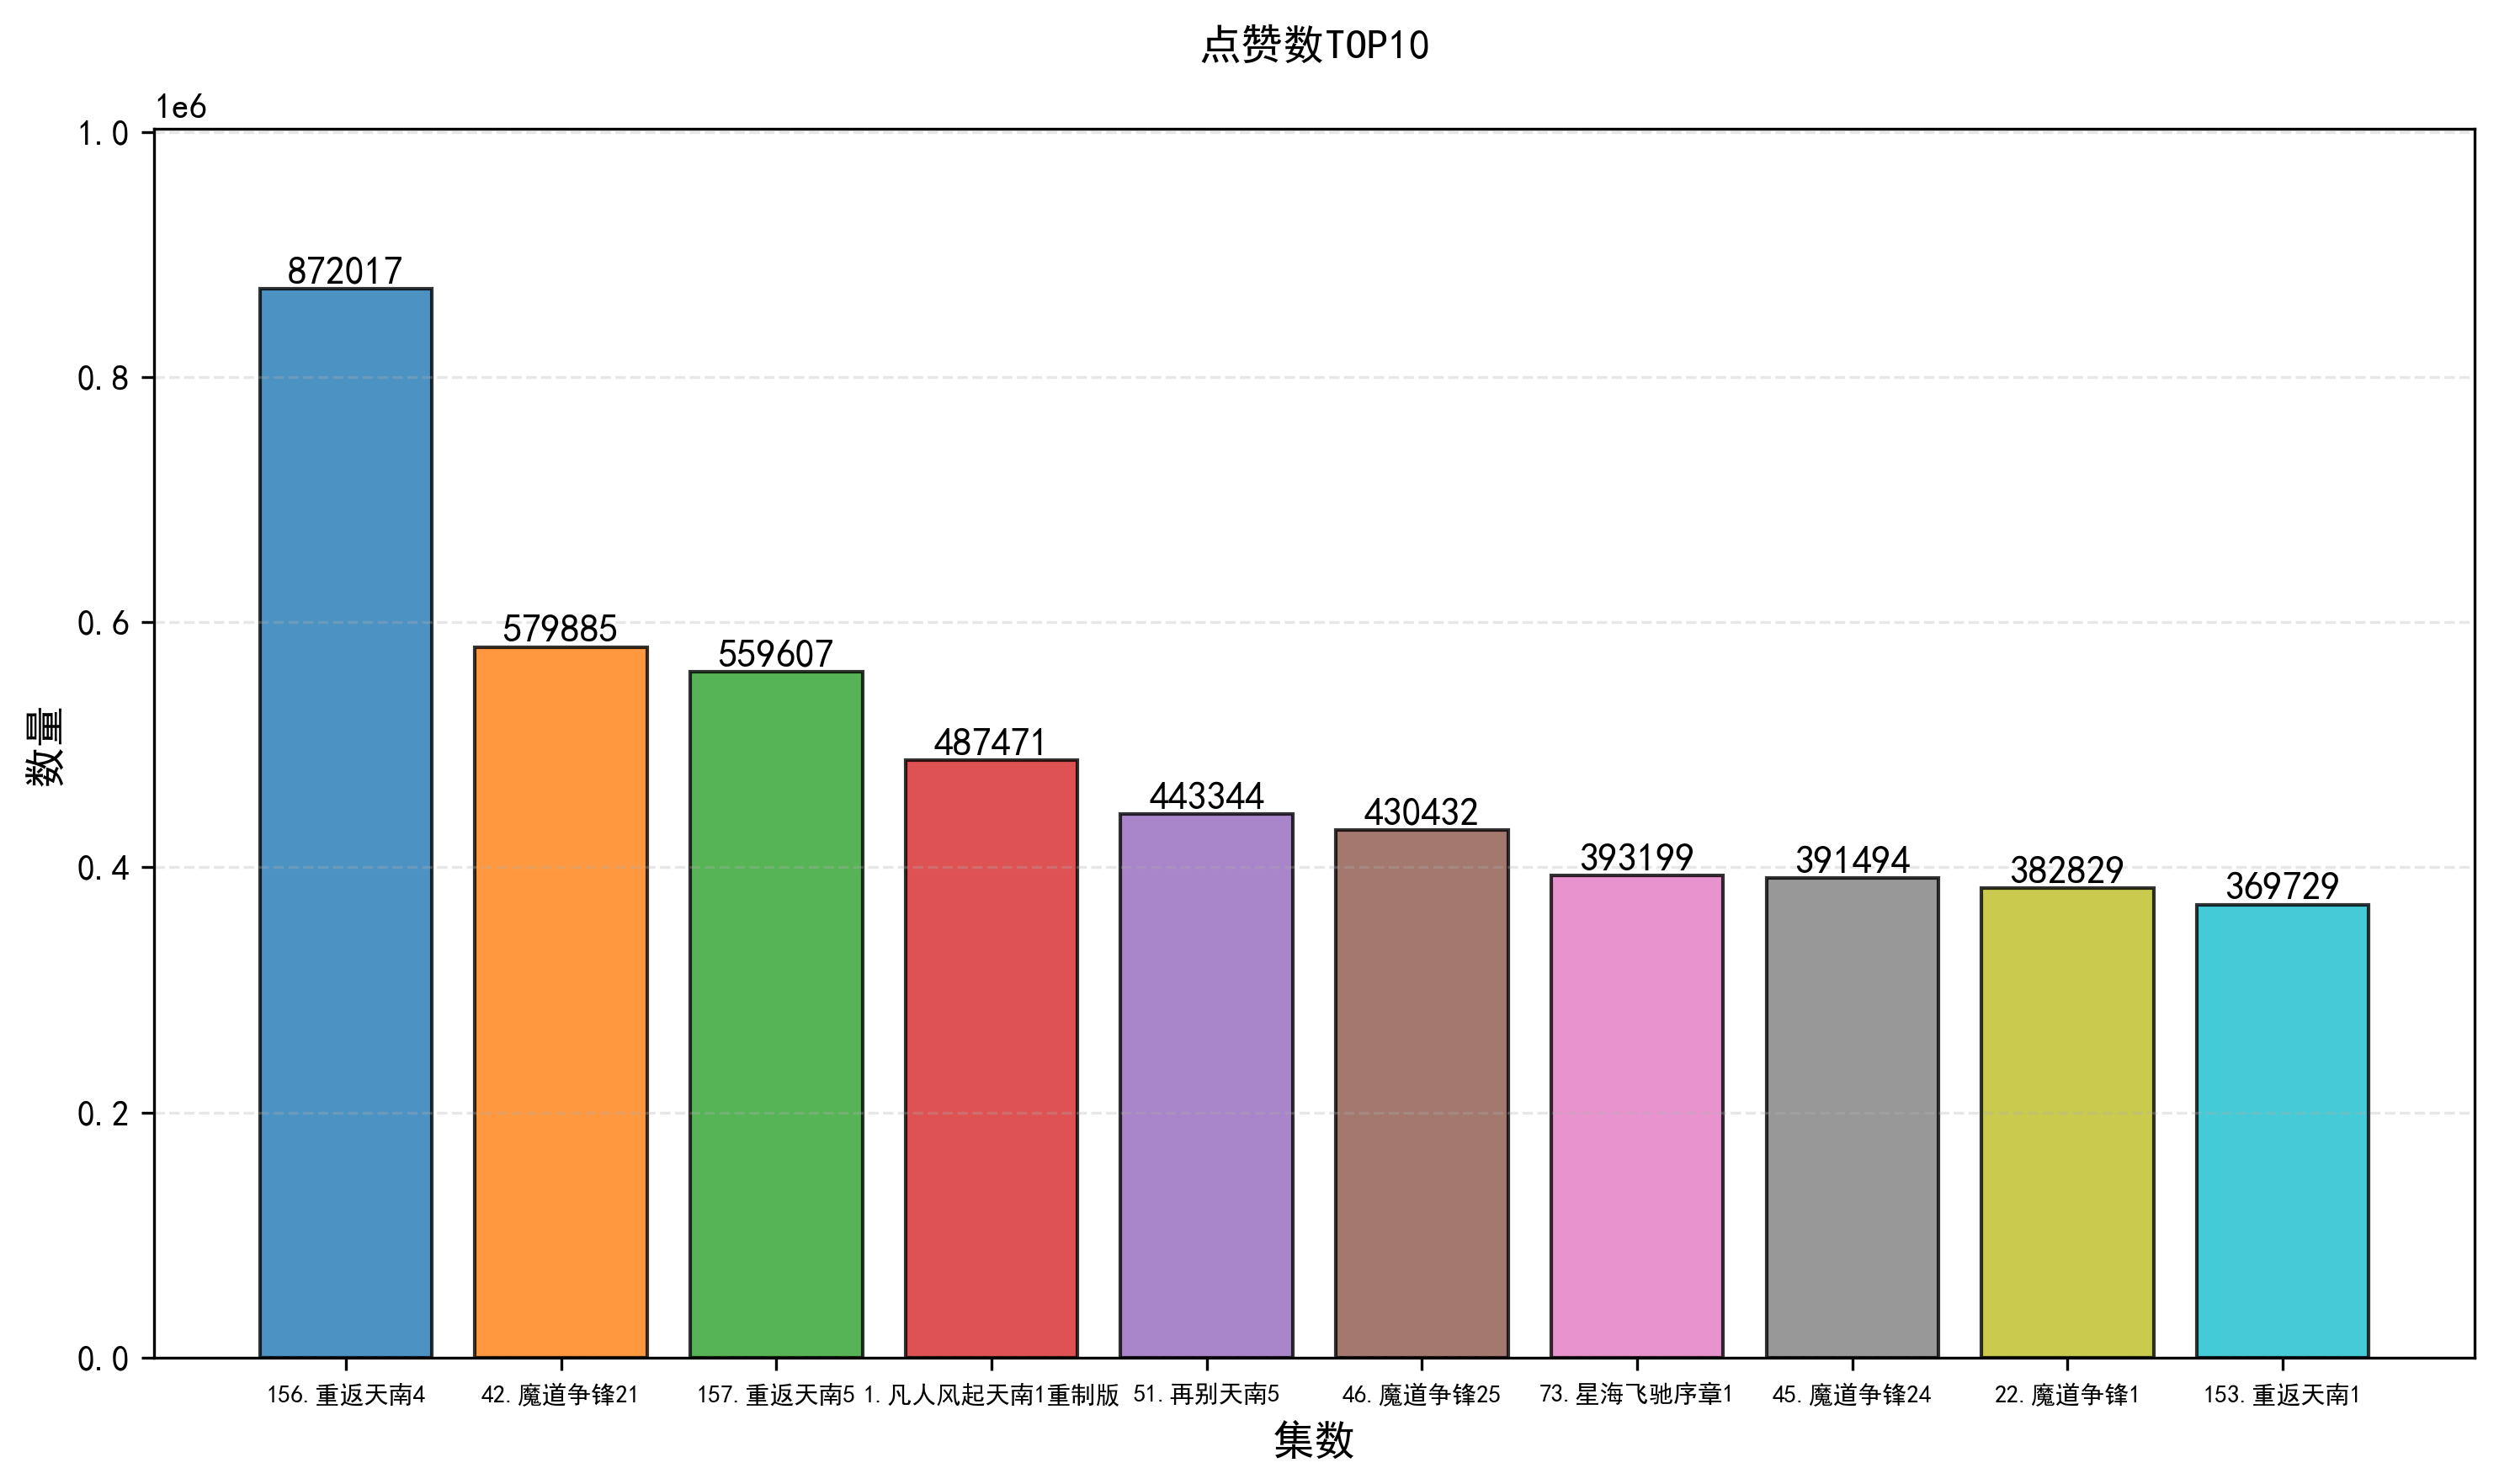 点赞数TOP10
1e6
1.0
0.8
0.6
0.4
0.2
0.0
数量
872017
579885
559607
487471
443344
430432
393199
391494
382829
369729
156.重返天南4
42.魔道争锋21
157.重返天南5
1.凡人风起天南1重制版
51.再别天南5
46.魔道争锋25
73.星海飞驰序章1
45.魔道争锋24
22.魔道争锋1
153.重返天南1
集数